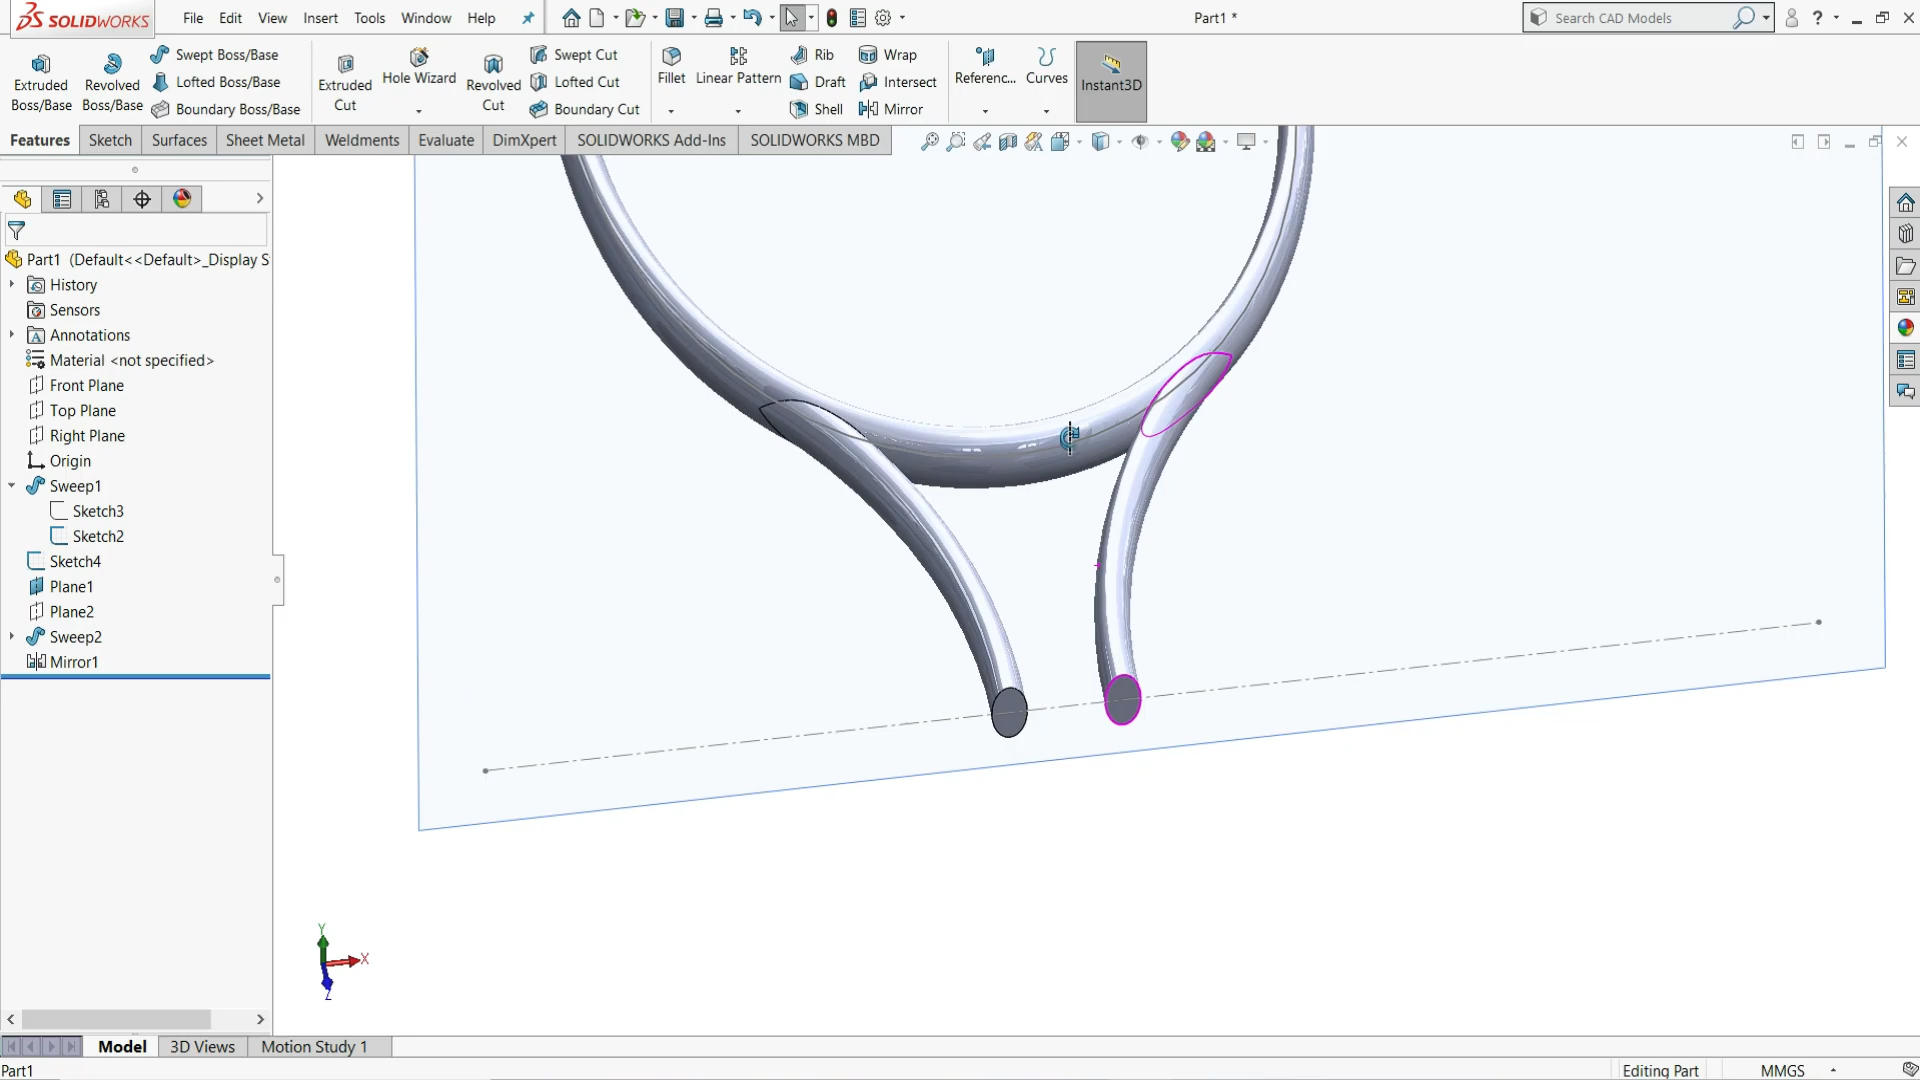 SOLIDWORKS
File Edit View Insert Tools Window Help
Part1 *
Search CAD Models
?
Extruded Boss/Base
Revolved Boss/Base
Swept Boss/Base
Lofted Boss/Base
Boundary Boss/Base
Extruded Cut
Hole Wizard
Revolved Cut
Swept Cut
Lofted Cut
Boundary Cut
Fillet
Linear Pattern
Rib
Draft
Shell
Wrap
Intersect
Mirror
Referenc...
Curves
Instant3D
Features Sketch Surfaces Sheet Metal Weldments Evaluate DimXpert SOLIDWORKS Add-Ins SOLIDWORKS MBD
Part1 (Default<<Default>_Display S
History
Sensors
Annotations
Material <not specified>
Front Plane
Top Plane
Right Plane
Origin
Sweep1
Sketch3
Sketch2
Sketch4
Plane1
Plane2
Sweep2
Mirror1
Y
X
Z
Model 3D Views Motion Study 1
Part1
Editing Part
MMGS